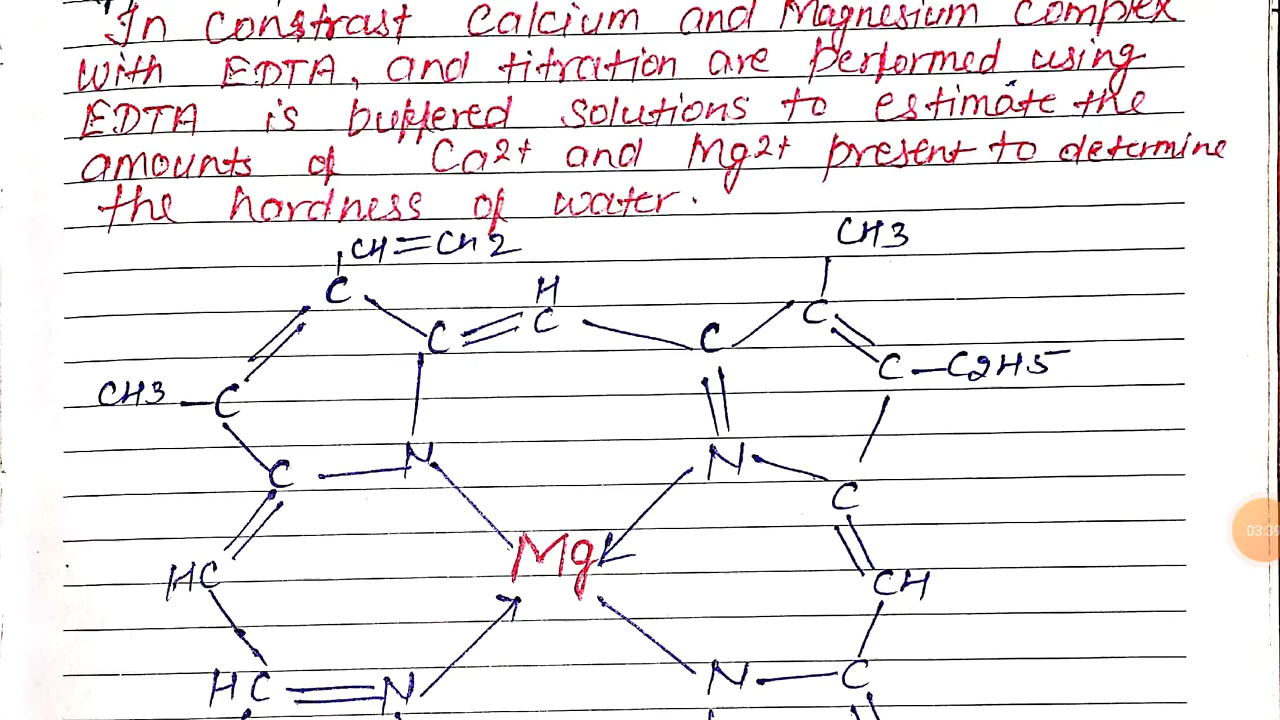 In constrast Calcium and Magnesium Complex
with EDTA, and titration are performed using
EDTA is buffered solutions to estimate the
amounts of Ca2+ and Mg2+ present to determine
the hardness of water.
CH=CH2
CH3
C
H
C
C
C
C
C-C2H5
CH3-C
N
N
C
C
Mg
HC
CH
HC
N
N
C
03:39